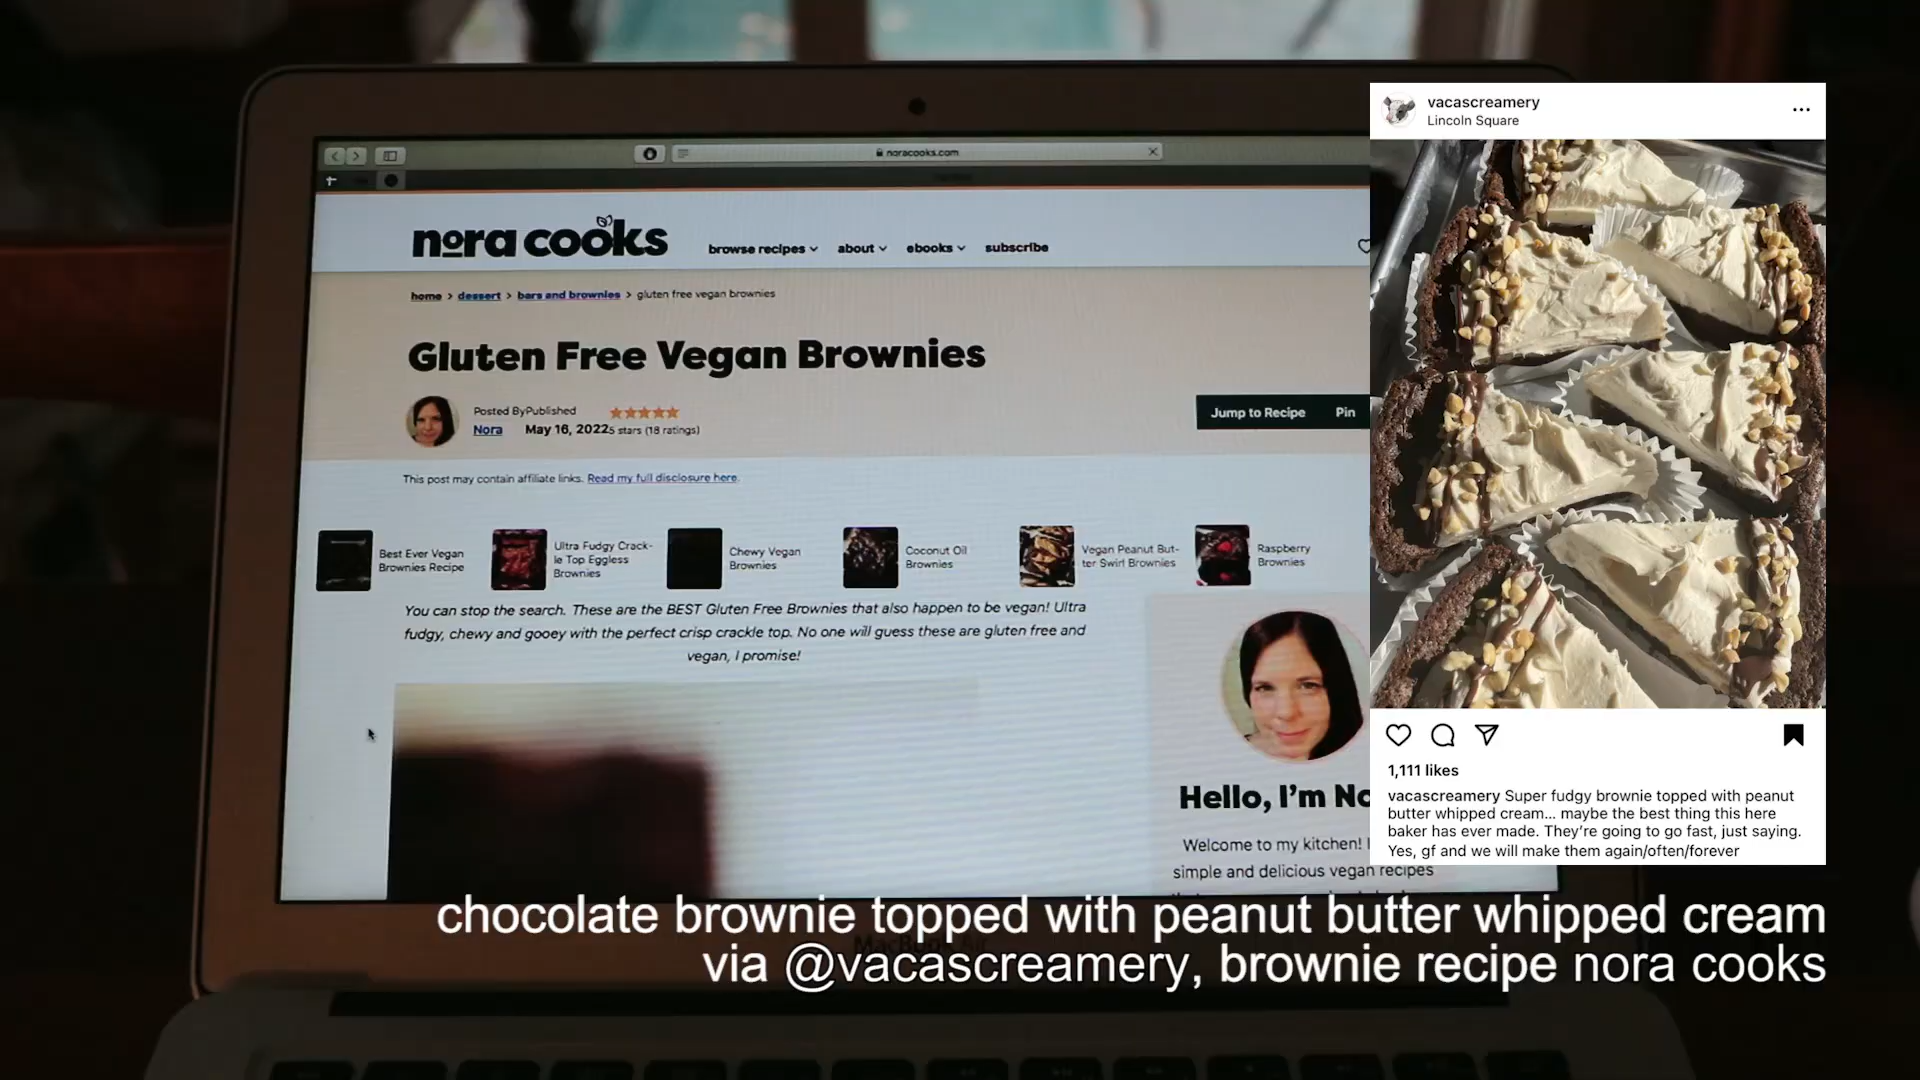 noracooks.com
nora cooks
browse recipes about ebooks subscribe
home > dessert > bars and brownies > gluten free vegan brownies
Gluten Free Vegan Brownies
Posted By Published
Nora May 16, 2022 5 stars (18 ratings)
Jump to Recipe Pin
This post may contain affiliate links. Read my full disclosure here.
Best Ever Vegan
Brownies Recipe
Ultra Fudgy Crack-
le Top Eggless
Brownies
Chewy Vegan
Brownies
Coconut Oil
Brownies
Vegan Peanut But-
ter Swirl Brownies
Raspberry
Brownies
You can stop the search. These are the BEST Gluten Free Brownies that also happen to be vegan! Ultra
fudgy, chewy and gooey with the perfect crisp crackle top. No one will guess these are gluten free and
vegan, I promise!
Hello, I'm
Welcome to my kitchen!
simple and delicious vegan recipes
vacascreamery
Lincoln Square
1,111 likes
vacascreamery Super fudgy brownie topped with peanut
butter whipped cream... maybe the best thing this here
baker has ever made. They're going to go fast, just saying.
Yes, gf and we will make them again/often/forever
MacBook Air
chocolate brownie topped with peanut butter whipped cream
via @vacascreamery, brownie recipe nora cooks